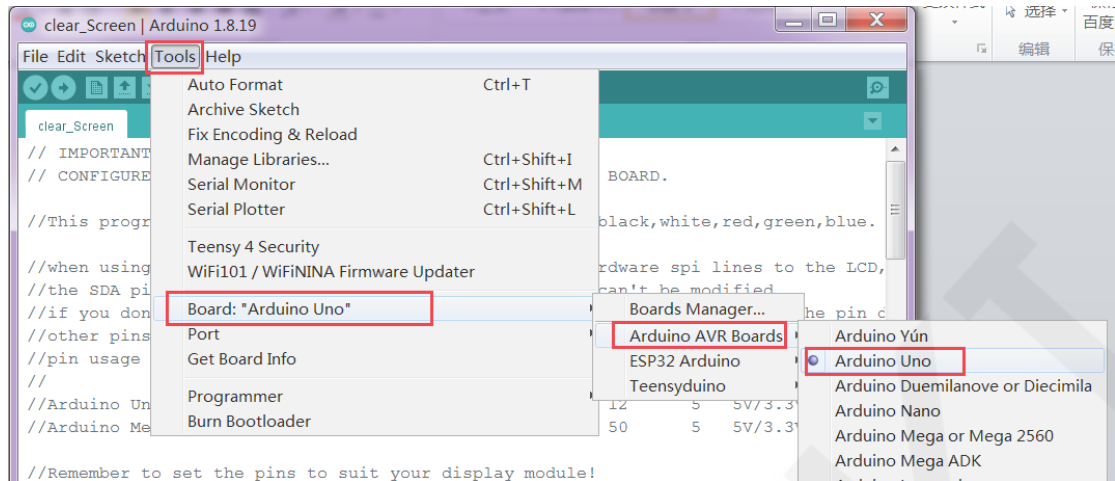 clear_Screen | Arduino 1.8.19
选择
百度
编辑
保
File Edit Sketch Tools Help
Auto Format Ctrl+T
Archive Sketch
Fix Encoding & Reload
Manage Libraries... Ctrl+Shift+I
Serial Monitor Ctrl+Shift+M
Serial Plotter Ctrl+Shift+L
Teensy 4 Security
WiFi101 / WiFiNINA Firmware Updater
Board: "Arduino Uno"
Port
Get Board Info
Programmer
Burn Bootloader
Boards Manager...
Arduino AVR Boards
ESP32 Arduino
Teensyduino
Arduino Yún
Arduino Uno
Arduino Duemilanove or Diecimila
Arduino Nano
Arduino Mega or Mega 2560
Arduino Mega ADK
clear_Screen
// IMPORTANT
// CONFIGURE BOARD.
//This progr black,white,red,green,blue.
//when using rdware spi lines to the LCD,
//the SDA pi can't be modified
//if you don he pin d
//other pins
//pin usage
//
//Arduino Un 12 5 5V/3.3V
//Arduino Me 50 5 5V/3.3V
//Remember to set the pins to suit your display module!